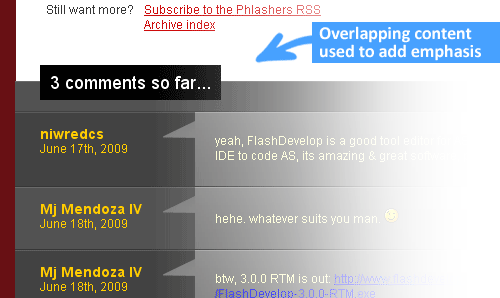 Still want more? Subscribe to the Phlashers RSS
Archive index
Overlapping content
used to add emphasis
3 comments so far...
niwredcs
June 17th, 2009
yeah, FlashDevelop is a good tool
IDE to code AS, its amazing & great
Mj Mendoza IV
June 18th, 2009
hehe. whatever suits you man.
Mj Mendoza IV
June 18th, 2009
btw, 3.0.0 RTM is out:
/FlashDevelop-3.0.0-RTM.exe